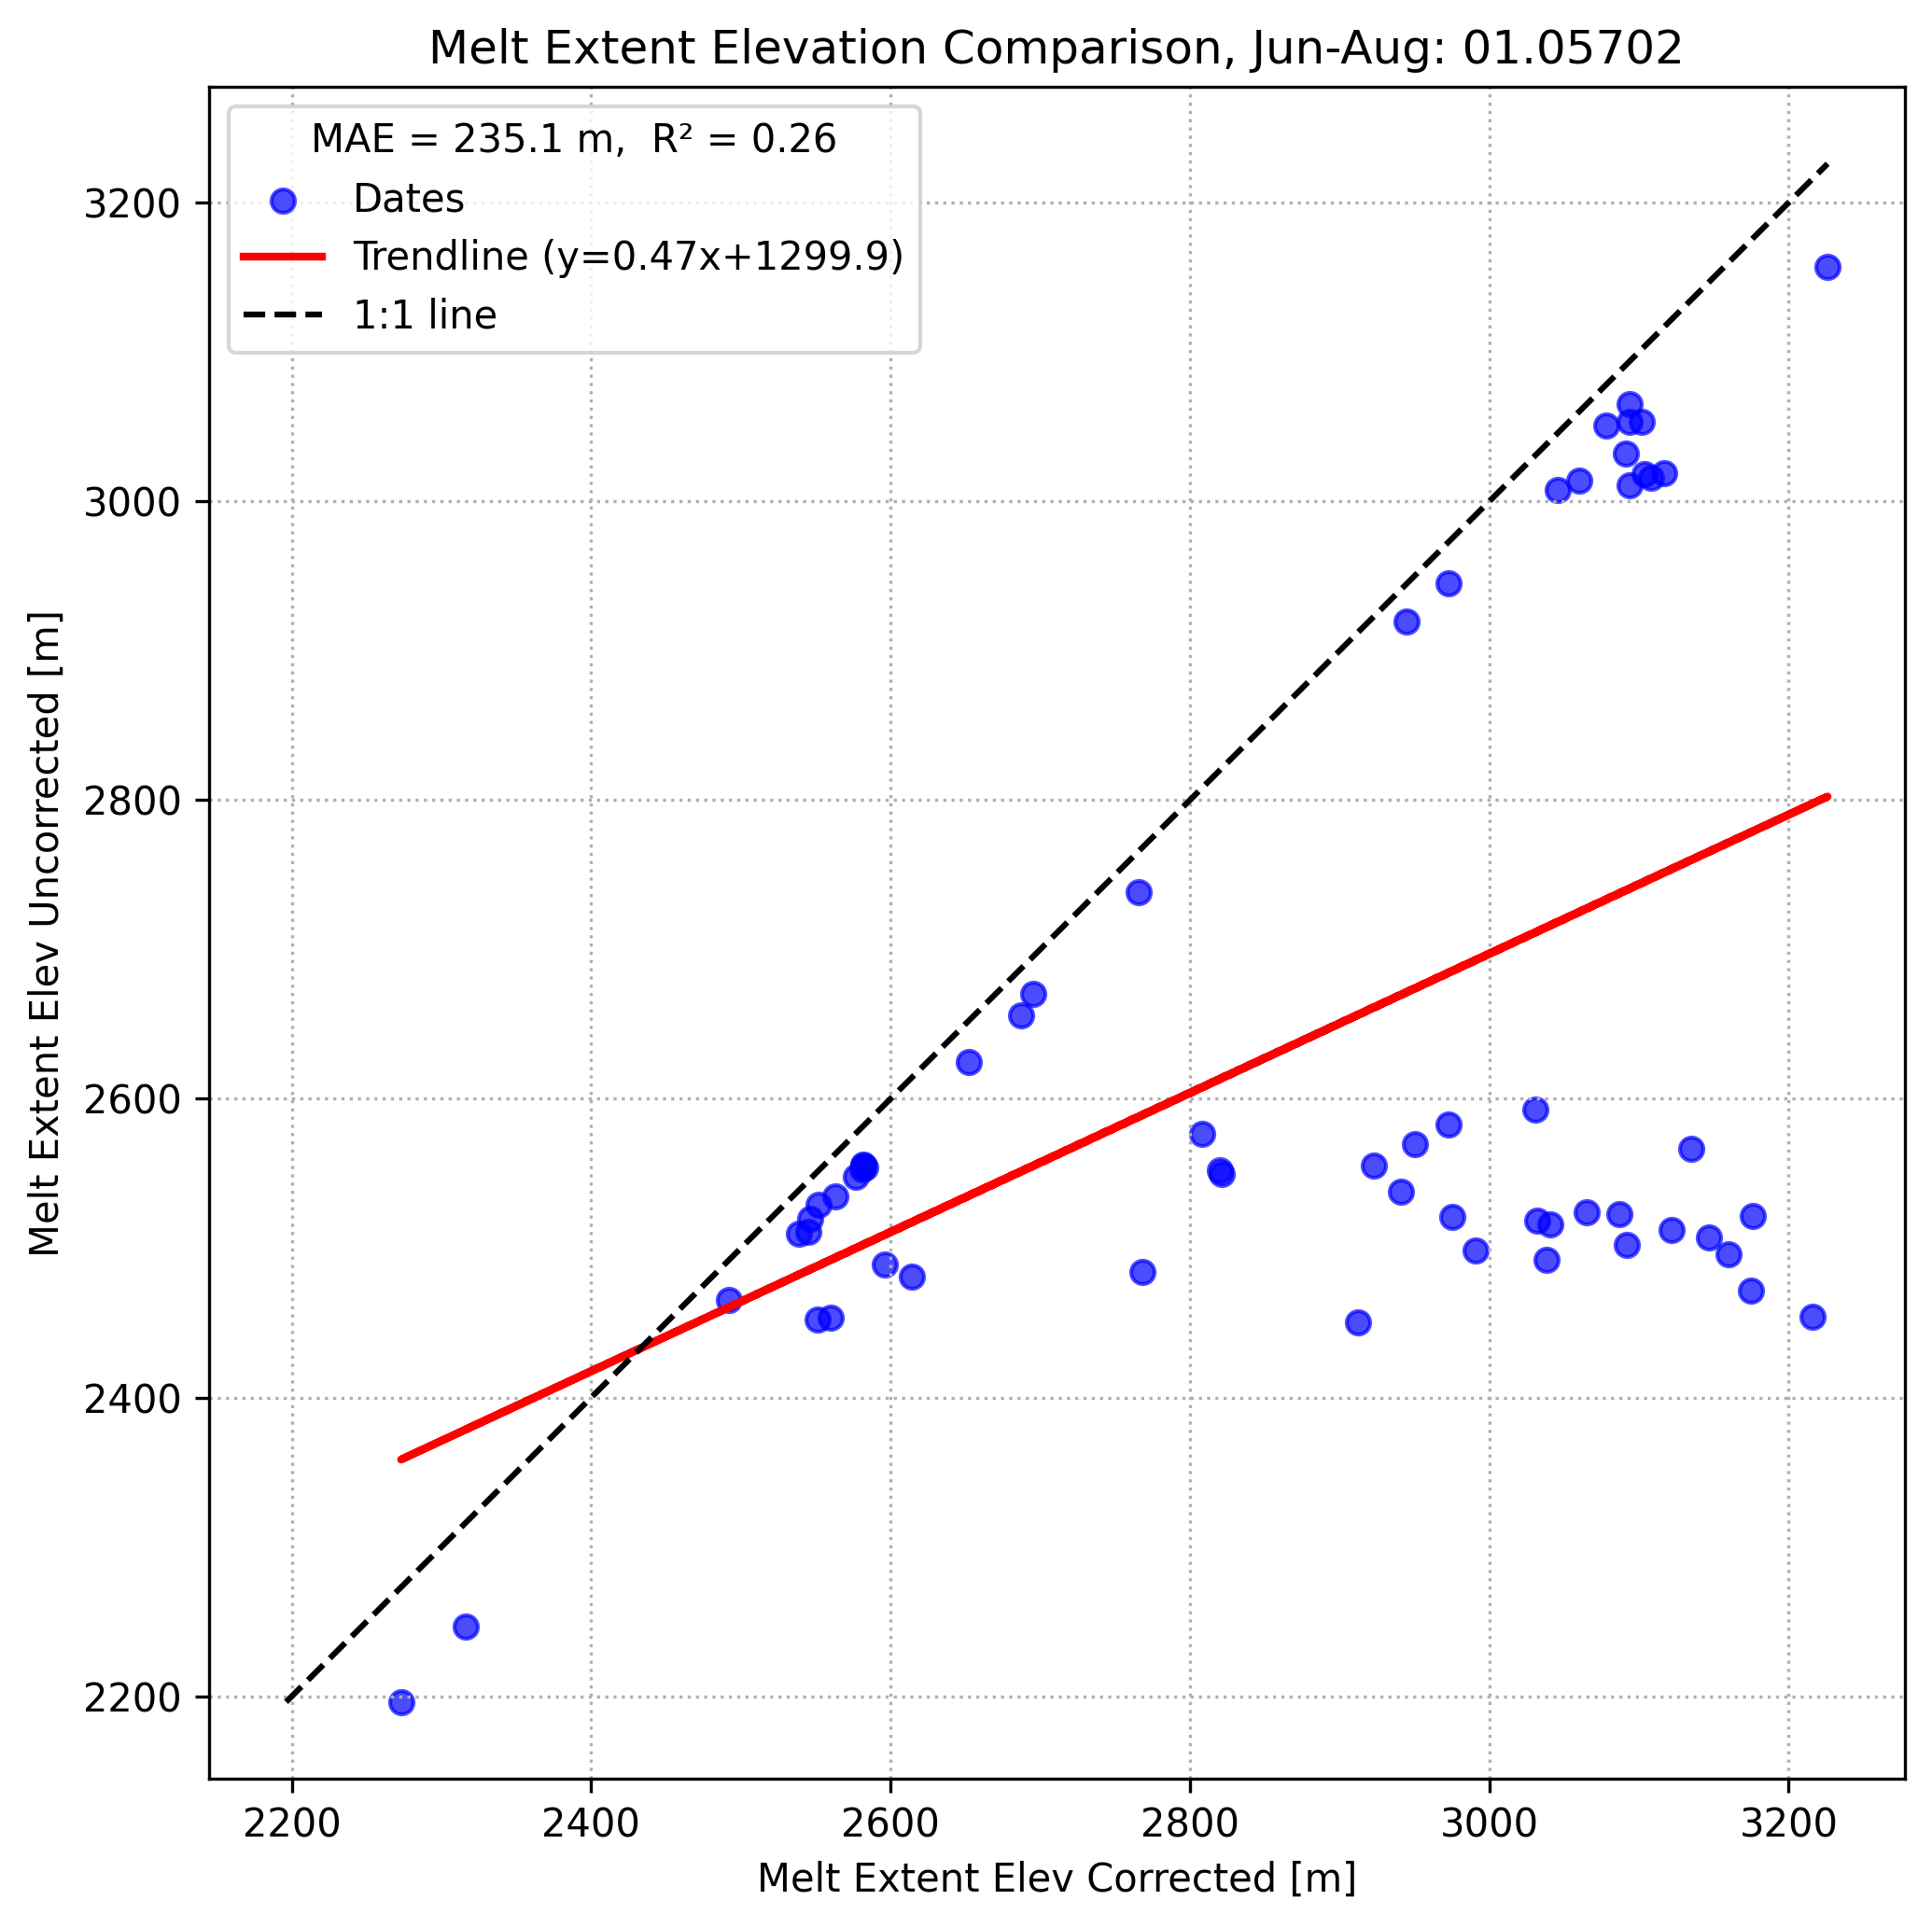 Melt Extent Elevation Comparison, Jun-Aug: 01.05702
MAE = 235.1 m,  R² = 0.26
Dates
Trendline (y=0.47x+1299.9)
1:1 line
Melt Extent Elev Uncorrected [m]
3200
3000
2800
2600
2400
2200
2200 2400 2600 2800 3000 3200
Melt Extent Elev Corrected [m]